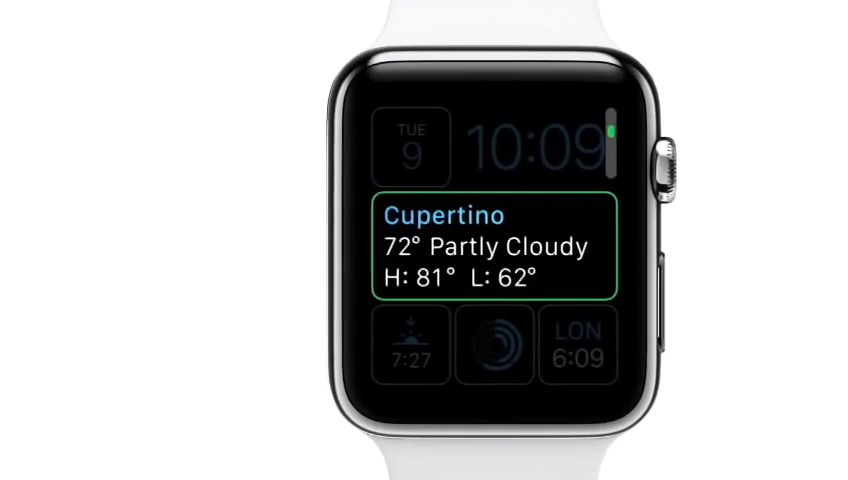 TUE
9
10:09
Cupertino
72° Partly Cloudy
H: 81° L: 62°
7:27
LON
6:09